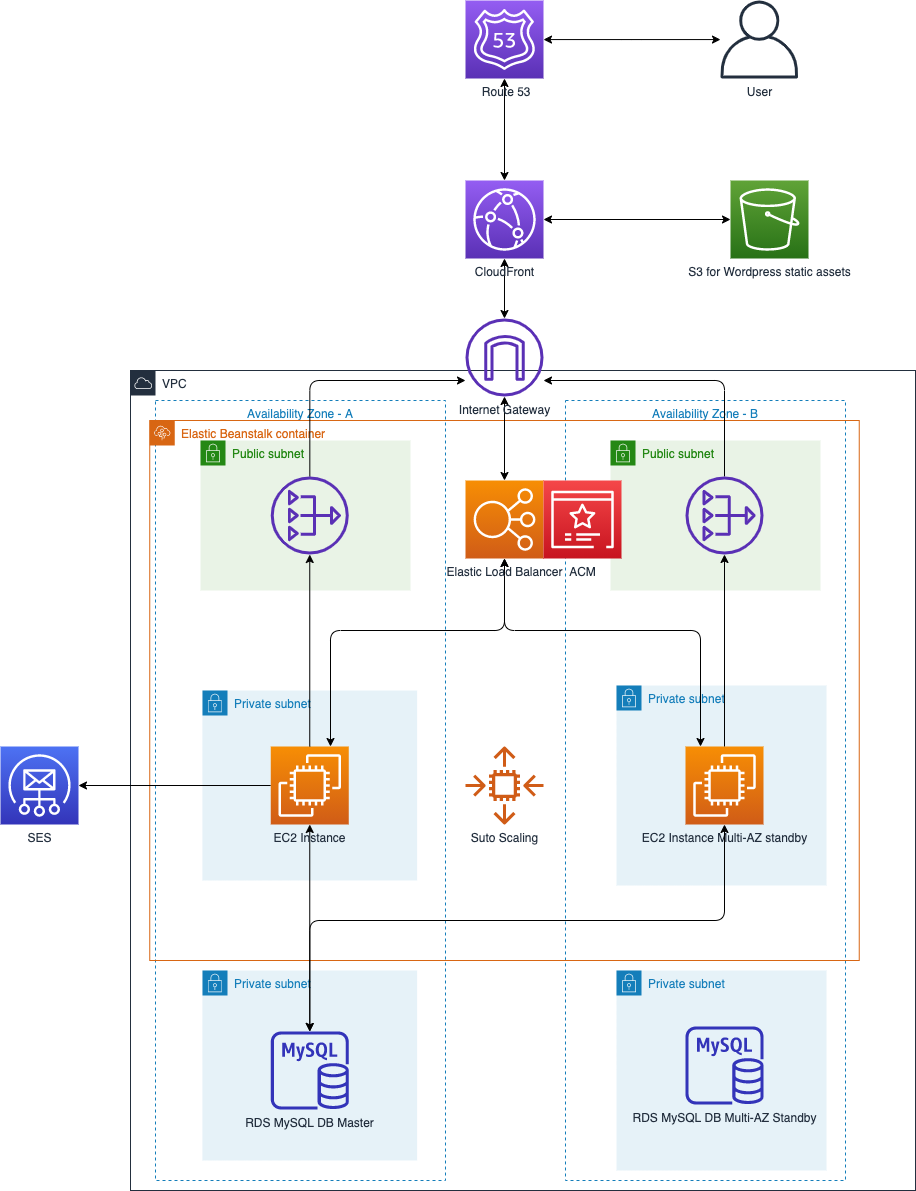 53
Route 53
User
CloudFront
S3 for Wordpress static assets
VPC
Internet Gateway
Availability Zone - A
Availability Zone - B
Elastic Beanstalk container
Public subnet
Public subnet
Elastic Load Balancer
ACM
Private subnet
Private subnet
SES
EC2 Instance
Suto Scaling
EC2 Instance Multi-AZ standby
Private subnet
Private subnet
MySQL
MySQL
RDS MySQL DB Master
RDS MySQL DB Multi-AZ Standby